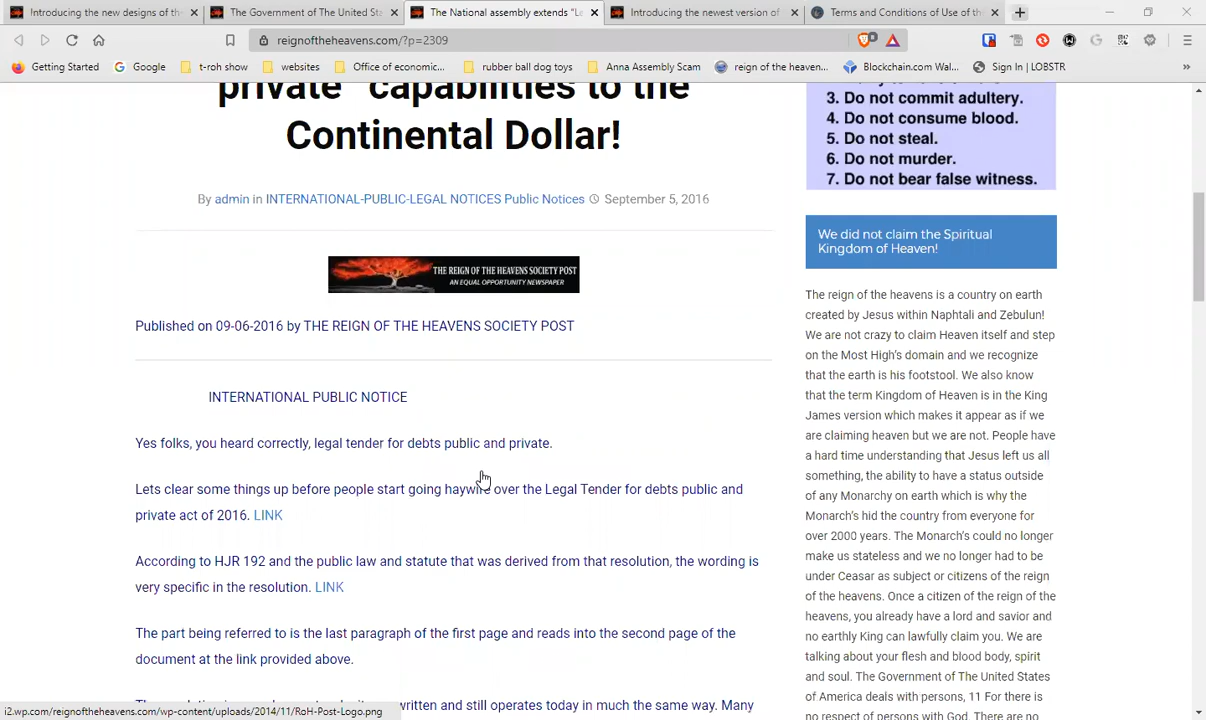 Introducing the new designs of the
The Government of The United St
The National assembly extends "Le
Introducing the newest version of
Terms and Conditions of Use of th
reignoftheheavens.com/?p=2309
Getting Started
Google
t-roh show
websites
Office of economic...
rubber ball dog toys
Anna Assembly Scam
reign of the heaven...
Blockchain.com Wal...
Sign In | LOBSTR
private" capabilities to the
Continental Dollar!
By admin in INTERNATIONAL-PUBLIC-LEGAL NOTICES Public Notices September 5, 2016
THE REIGN OF THE HEAVENS SOCIETY POST
AN EQUAL OPPORTUNITY NEWSPAPER
Published on 09-06-2016 by THE REIGN OF THE HEAVENS SOCIETY POST
INTERNATIONAL PUBLIC NOTICE
Yes folks, you heard correctly, legal tender for debts public and private.
Lets clear some things up before people start going haywire over the Legal Tender for debts public and
private act of 2016. LINK
According to HJR 192 and the public law and statute that was derived from that resolution, the wording is
very specific in the resolution. LINK
The part being referred to is the last paragraph of the first page and reads into the second page of the
document at the link provided above.
written and still operates today in much the same way. Many
i2.wp.com/reignoftheheavens.com/wp-content/uploads/2014/11/RoH-Post-Logo.png
3. Do not commit adultery.
4. Do not consume blood.
5. Do not steal.
6. Do not murder.
7. Do not bear false witness.
We did not claim the Spiritual
Kingdom of Heaven!
The reign of the heavens is a country on earth
created by Jesus within Naphtali and Zebulun!
We are not crazy to claim Heaven itself and step
on the Most High's domain and we recognize
that the earth is his footstool. We also know
that the term Kingdom of Heaven is in the King
James version which makes it appear as if we
are claiming heaven but we are not. People have
a hard time understanding that Jesus left us all
something, the ability to have a status outside
of any Monarchy on earth which is why the
Monarch's hid the country from everyone for
over 2000 years. The Monarch's could no longer
make us stateless and we no longer had to be
under Ceasar as subject or citizens of the reign
of the heavens. Once a citizen of the reign of the
heavens, you already have a lord and savior and
no earthly King can lawfully claim you. We are
talking about your flesh and blood body, spirit
and soul. The Government of The United States
of America deals with persons, 11 For there is
no respect of persons with God. There are no